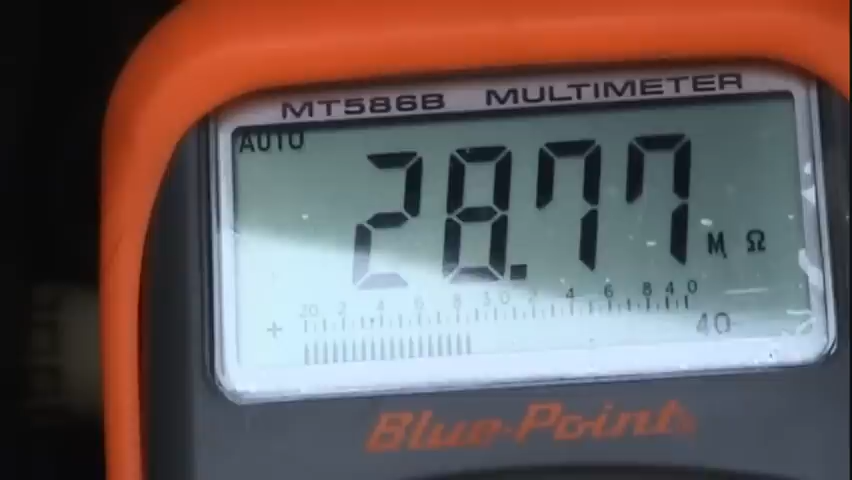 MT586B MULTIMETER
AUTO
28.77 M Ω
20 2 4 6 8 30 2 4 6 8 40
+ 40
Blue-Point